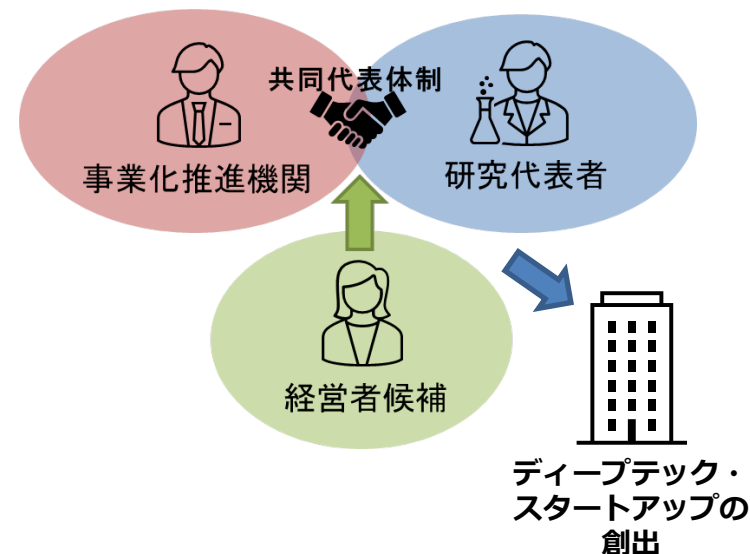 共同代表体制
事業化推進機関
研究代表者
経営者候補
ディープテック・
スタートアップの
創出